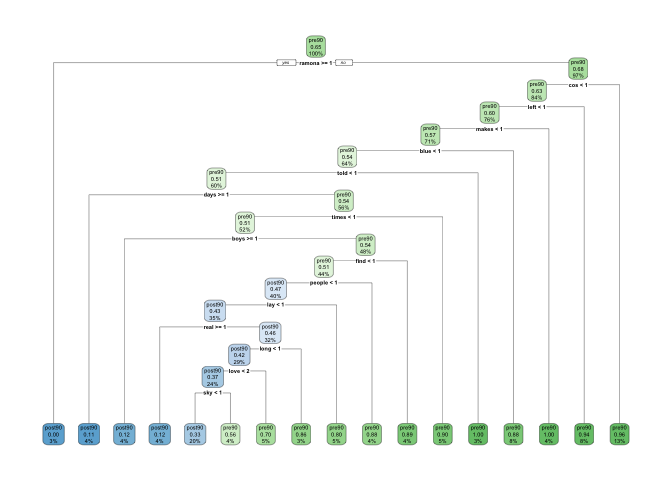 pre90
0.65
100%
yes ramona >= 1 no
pre90
0.68
97%
cos < 1
pre90
0.63
84%
left < 1
pre90
0.60
76%
makes < 1
pre90
0.57
71%
blue < 1
pre90
0.54
64%
told < 1
pre90
0.51
60%
days >= 1
pre90
0.54
56%
times < 1
pre90
0.51
52%
boys >= 1
pre90
0.54
48%
find < 1
pre90
0.51
44%
people < 1
post90
0.47
40%
lay < 1
post90
0.43
35%
real >= 1
post90
0.46
32%
long < 1
post90
0.42
29%
love < 2
post90
0.37
24%
sky < 1
post90 post90 post90 post90 post90 pre90 pre90 pre90 pre90 pre90 pre90 pre90 pre90 pre90 pre90 pre90 pre90
0.00 0.11 0.12 0.12 0.33 0.56 0.70 0.86 0.80 0.88 0.89 0.90 1.00 0.88 1.00 0.94 0.96
3% 4% 4% 4% 20% 4% 5% 3% 5% 4% 4% 5% 3% 8% 4% 8% 13%